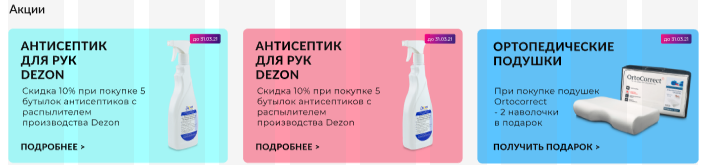 Акции
до 31.03.21
АНТИСЕПТИК
ДЛЯ РУК
DEZON
Скидка 10% при покупке 5
бутылок антисептиков с
распылителем
производства Dezon
ПОДРОБНЕЕ >
до 31.03.21
АНТИСЕПТИК
ДЛЯ РУК
DEZON
Скидка 10% при покупке 5
бутылок антисептиков с
распылителем
производства Dezon
ПОДРОБНЕЕ >
до 31.03.21
ОРТОПЕДИЧЕСКИЕ
ПОДУШКИ
При покупке подушек
Ortocorrect
- 2 наволочки
в подарок
ПОЛУЧИТЬ ПОДАРОК >
OrtoCorrect